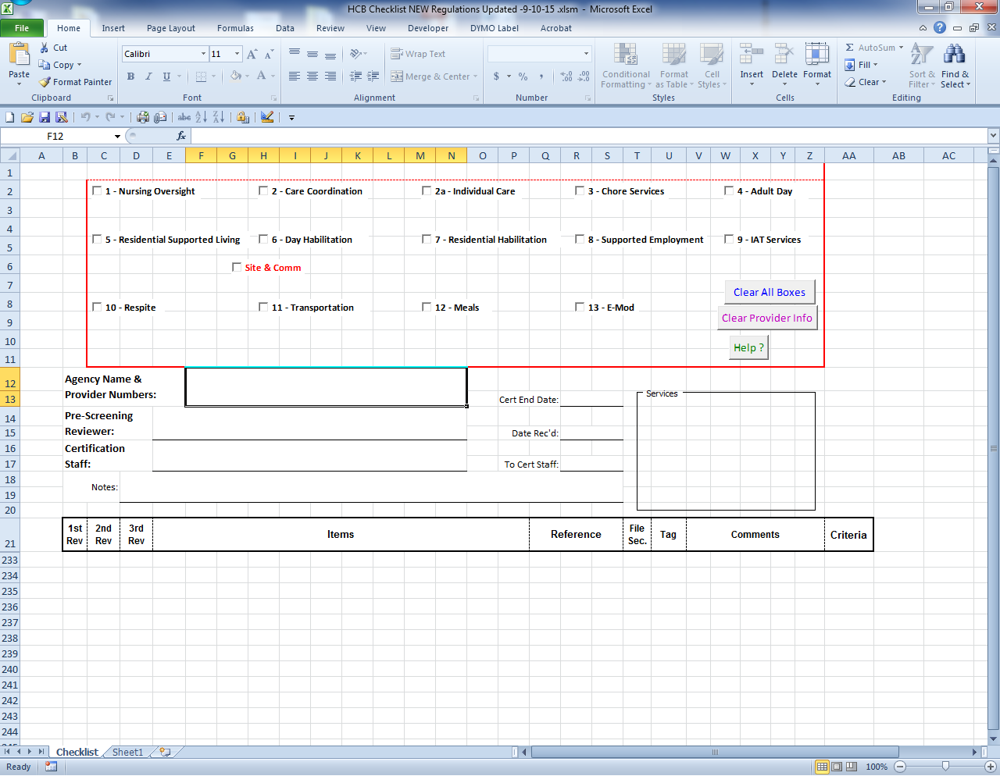 HCB Checklist NEW Regulations Updated -9-10-15 .xlsm - Microsoft Excel
File Home Insert Page Layout Formulas Data Review View Developer DYMO Label Acrobat
Paste
Cut
Copy
Format Painter
Clipboard
Calibri 11
B I U A
Font
Wrap Text
Merge & Center
Alignment
$ % ,
Number
Conditional Formatting
Format as Table
Cell Styles
Styles
Insert Delete Format
Cells
Σ AutoSum
Fill
Clear
Sort & Filter
Find & Select
Editing
F12 fx
A B C D E F G H I J K L M N O P Q R S T U V W X Y Z AA AB AC
1
2 1 - Nursing Oversight 2 - Care Coordination 2a - Individual Care 3 - Chore Services 4 - Adult Day
3
4
5 5 - Residential Supported Living 6 - Day Habilitation 7 - Residential Habilitation 8 - Supported Employment 9 - IAT Services
6 Site & Comm
7 Clear All Boxes
8 10 - Respite 11 - Transportation 12 - Meals 13 - E-Mod
9 Clear Provider Info
10 Help ?
11
12 Agency Name &
13 Provider Numbers: Cert End Date: Services
14 Pre-Screening
15 Reviewer: Date Rec'd:
16 Certification
17 Staff: To Cert Staff:
18
19 Notes:
20
21 1st Rev 2nd Rev 3rd Rev Items Reference File Sec. Tag Comments Criteria
233
234
235
236
237
238
239
240
241
242
243
244
Checklist Sheet1
Ready 100%